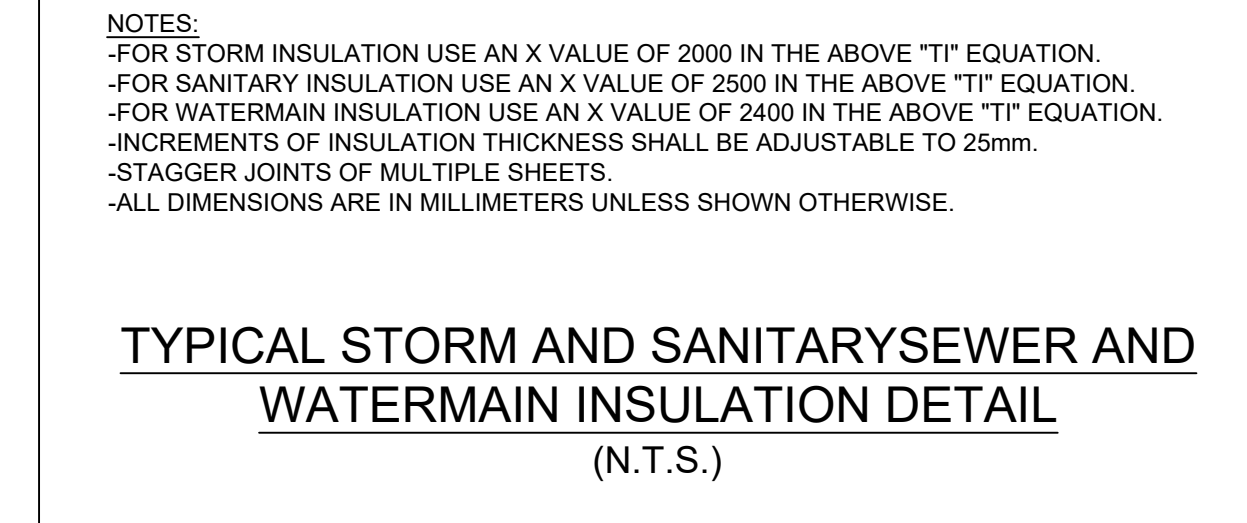 NOTES:
-FOR STORM INSULATION USE AN X VALUE OF 2000 IN THE ABOVE "TI" EQUATION.
-FOR SANITARY INSULATION USE AN X VALUE OF 2500 IN THE ABOVE "TI" EQUATION.
-FOR WATERMAIN INSULATION USE AN X VALUE OF 2400 IN THE ABOVE "TI" EQUATION.
-INCREMENTS OF INSULATION THICKNESS SHALL BE ADJUSTABLE TO 25mm.
-STAGGER JOINTS OF MULTIPLE SHEETS.
-ALL DIMENSIONS ARE IN MILLIMETERS UNLESS SHOWN OTHERWISE.
TYPICAL STORM AND SANITARYSEWER AND
WATERMAIN INSULATION DETAIL
(N.T.S.)